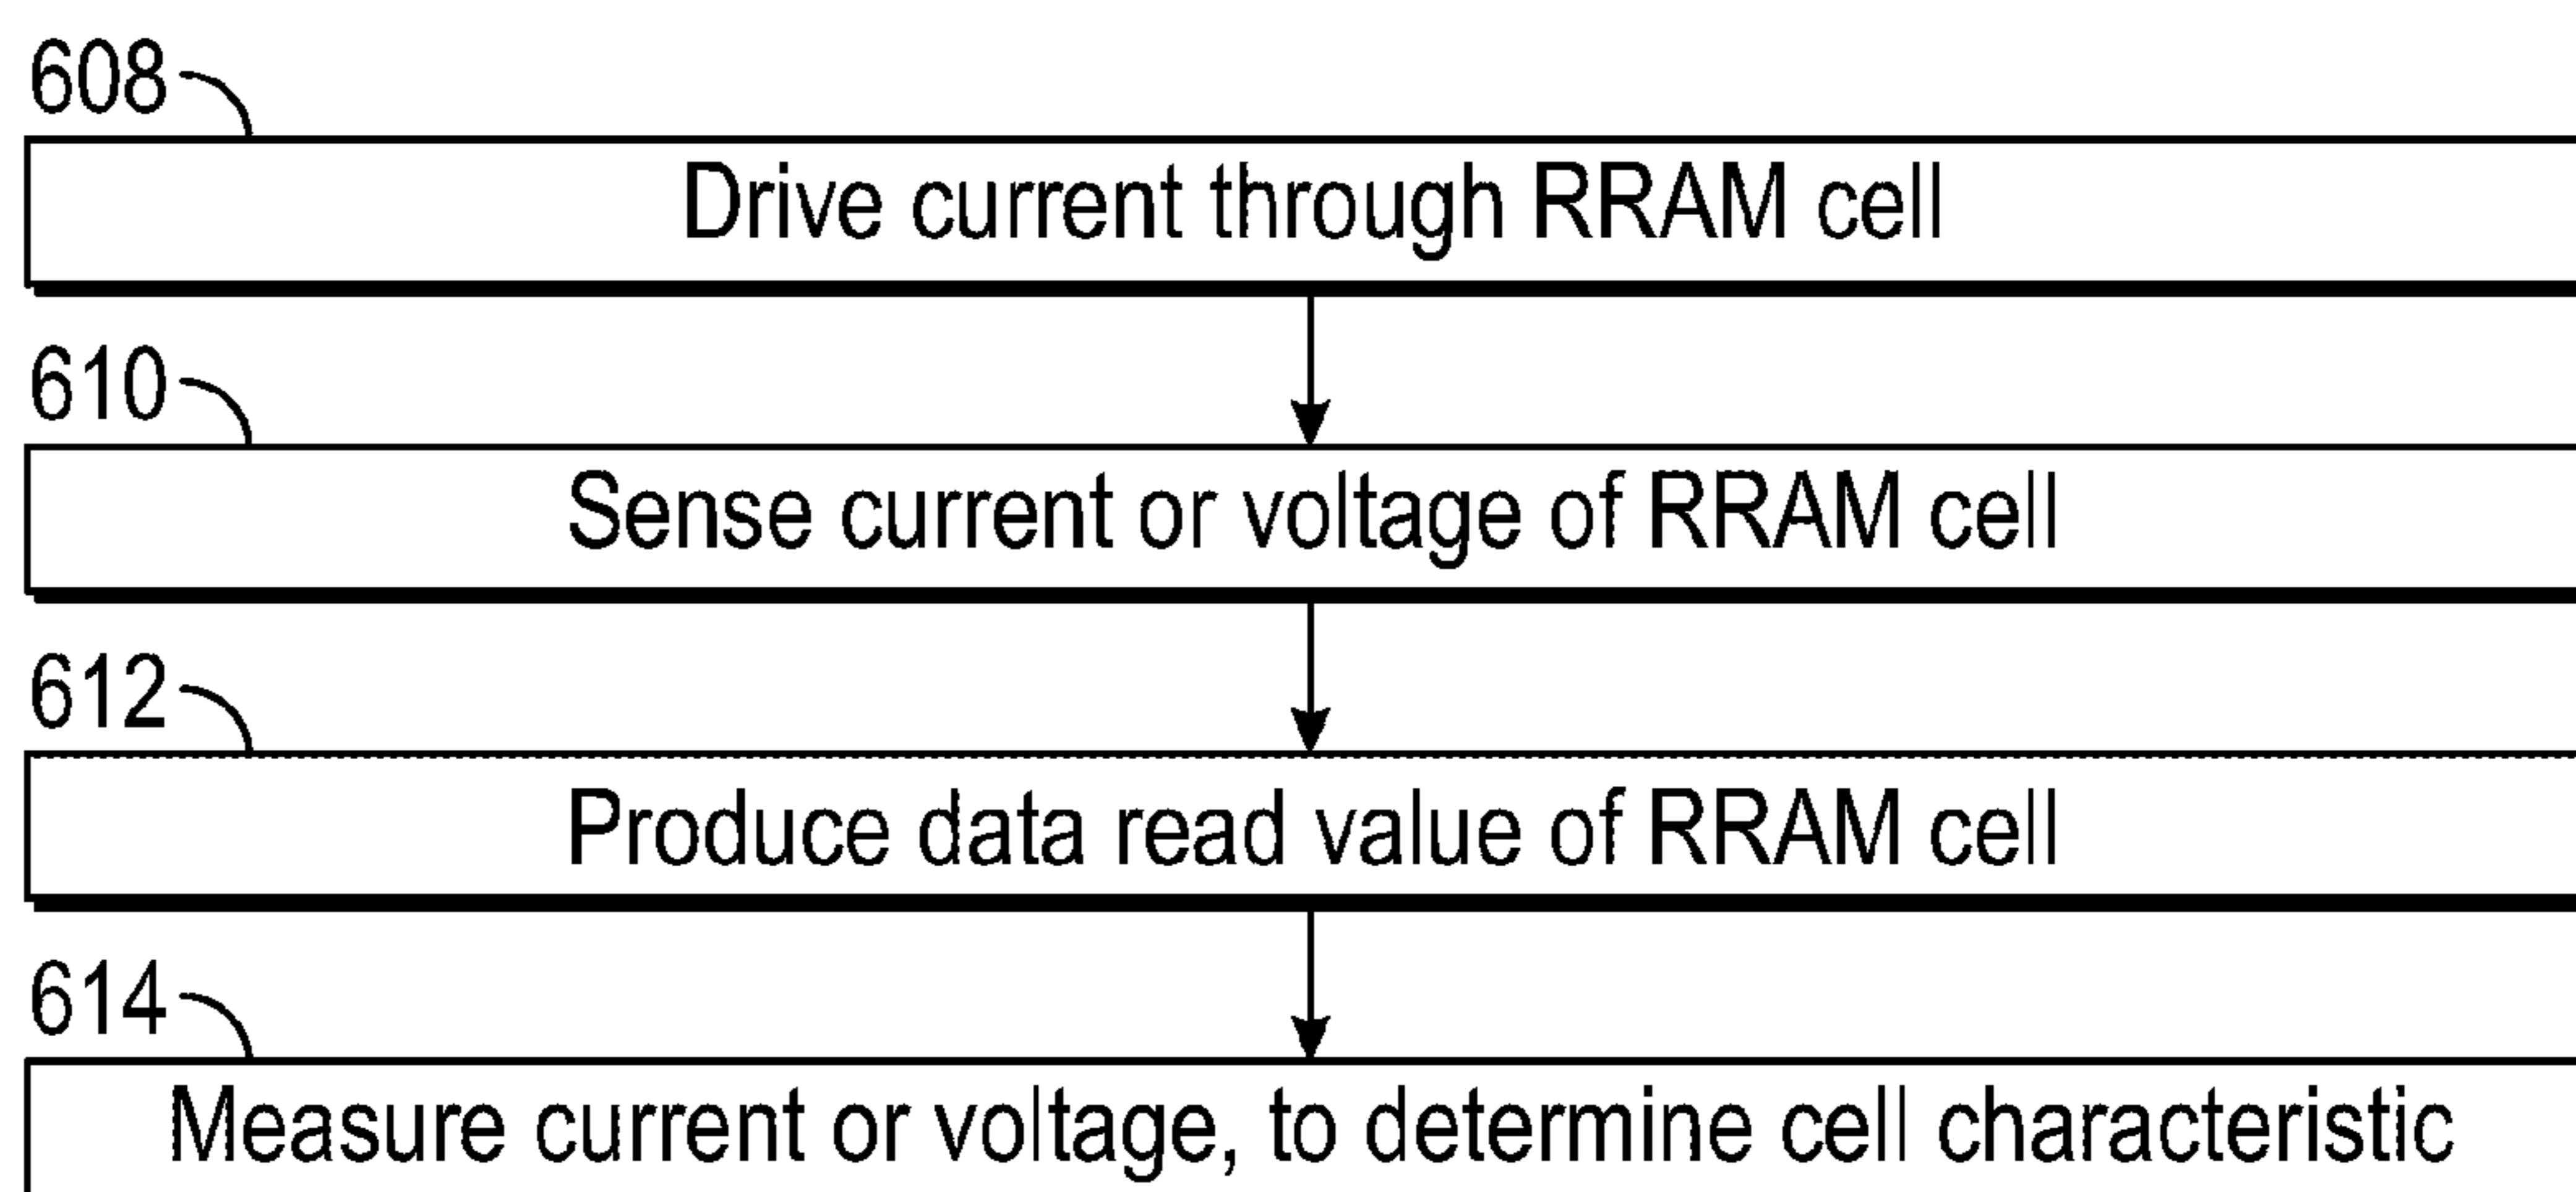 608
Drive current through RRAM cell
610
Sense current or voltage of RRAM cell
612
Produce data read value of RRAM cell
614
Measure current or voltage, to determine cell characteristic